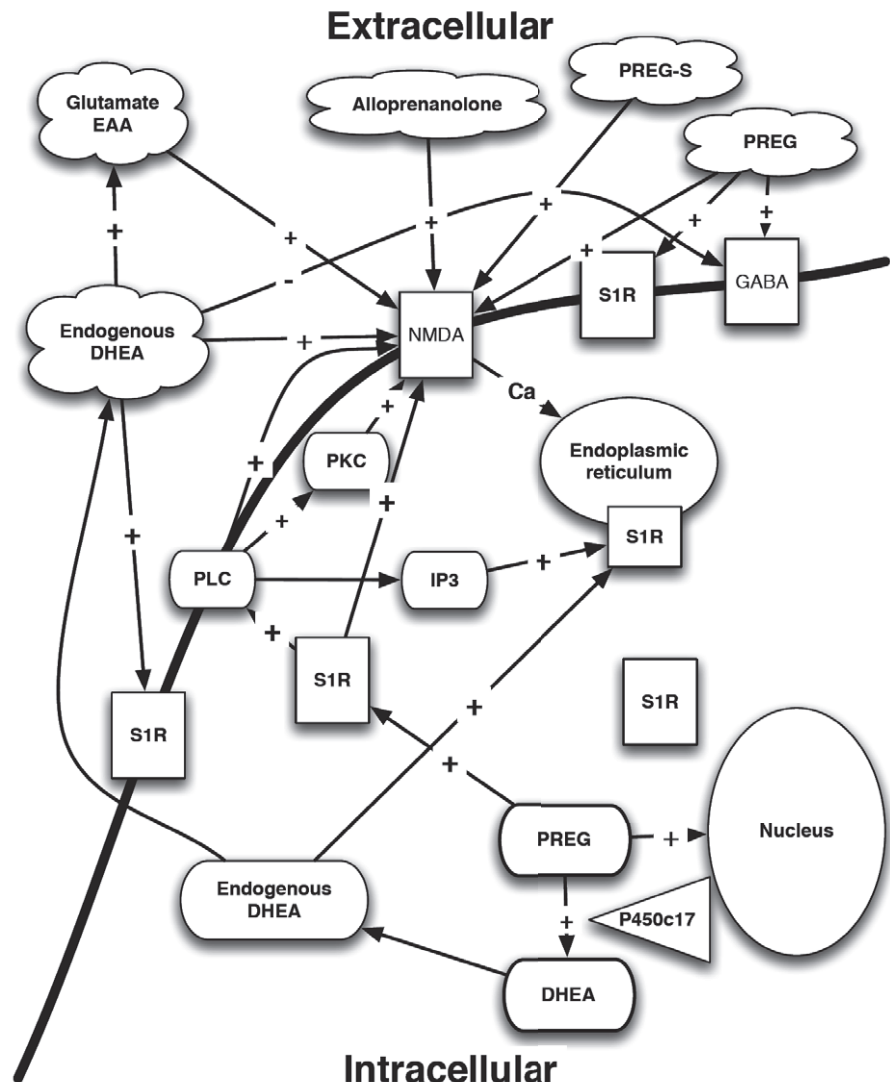 Extracellular
PREG-S
Glutamate
EAA
Alloprenanolone
PREG
+
+
+
+
+
+
+
-
S1R
GABA
Endogenous
DHEA
+
NMDA
Ca
+
Endoplasmic
reticulum
PKC
+
+
+
+
S1R
PLC
IP3
+
+
S1R
S1R
S1R
+
+
PREG
+
Nucleus
Endogenous
DHEA
+
P450c17
DHEA
Intracellular